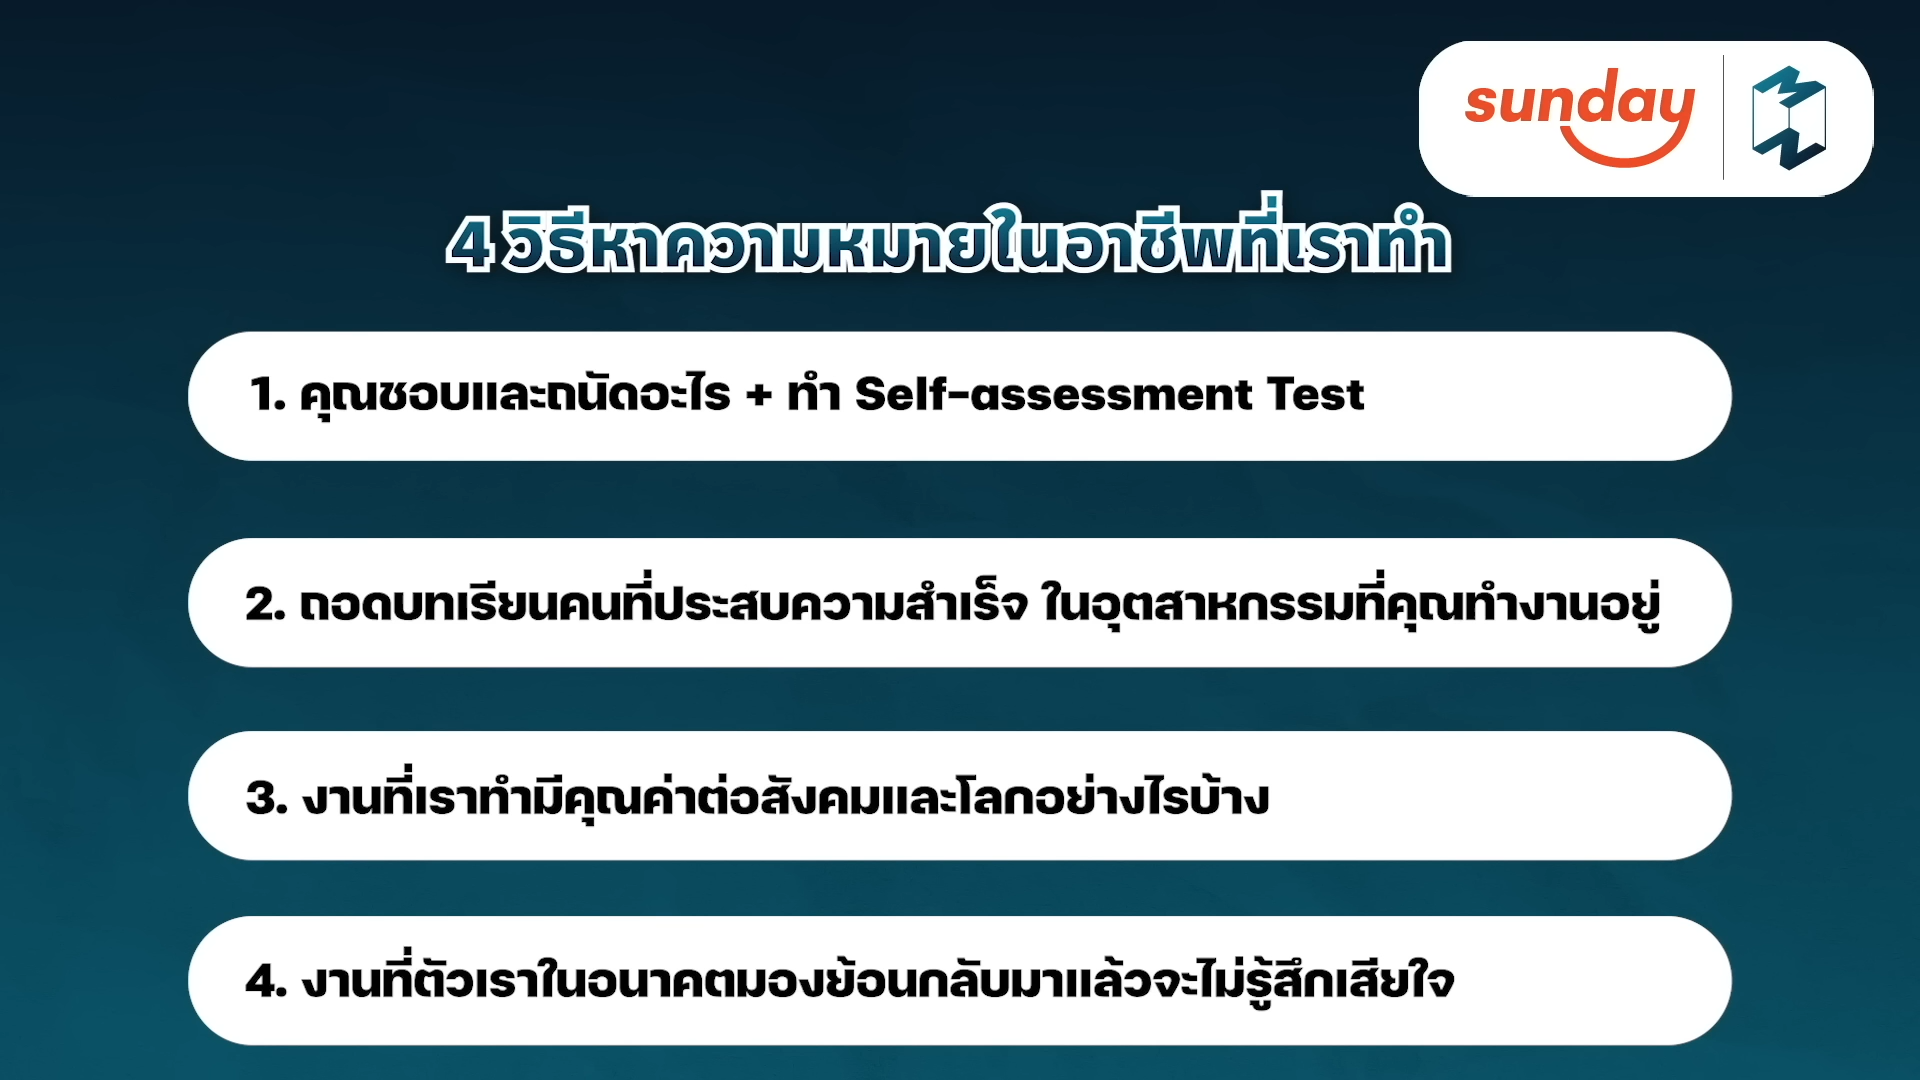 sunday
4 วิธีหาความหมายในอาชีพที่เราทำ
1. คุณชอบและถนัดอะไร + ทำ Self-assessment Test
2. ถอดบทเรียนคนที่ประสบความสำเร็จ ในอุตสาหกรรมที่คุณทำงานอยู่
3. งานที่เราทำมีคุณค่าต่อสังคมและโลกอย่างไรบ้าง
4. งานที่ตัวเราในอนาคตมองย้อนกลับมาแล้วจะไม่รู้สึกเสียใจ